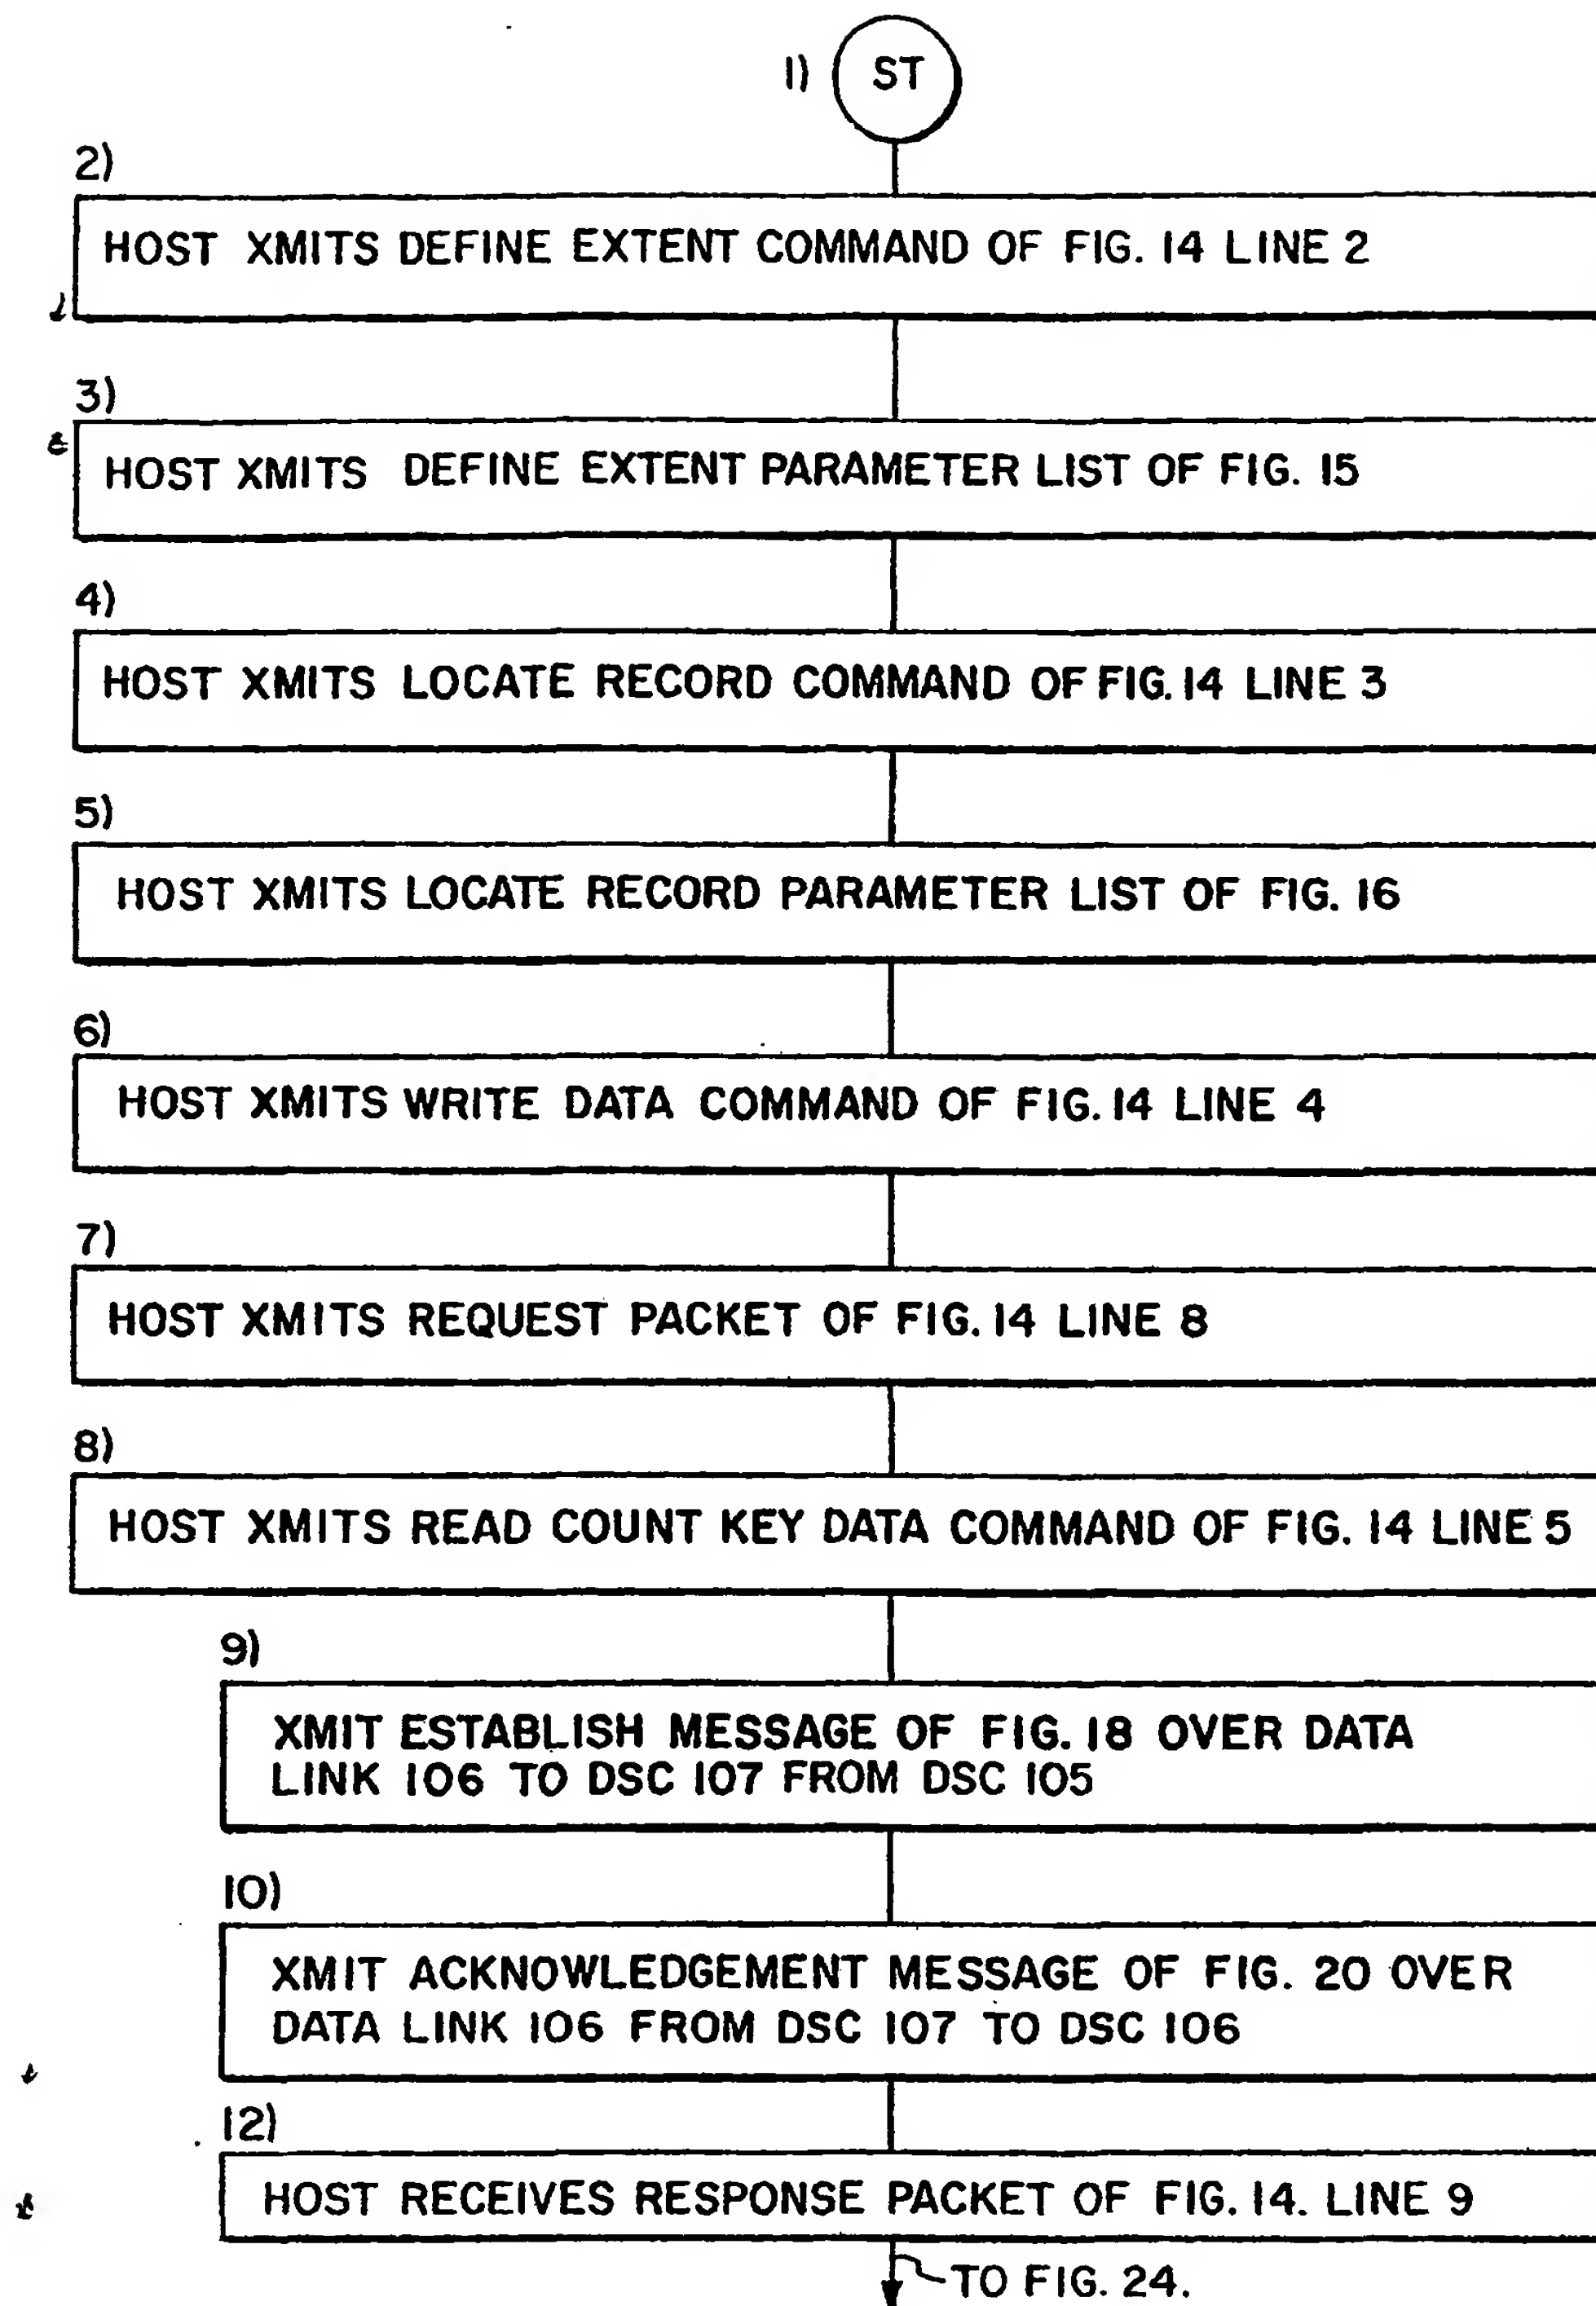 1) ST
2)
HOST XMITS DEFINE EXTENT COMMAND OF FIG. 14 LINE 2
3)
HOST XMITS DEFINE EXTENT PARAMETER LIST OF FIG. 15
4)
HOST XMITS LOCATE RECORD COMMAND OF FIG. 14 LINE 3
5)
HOST XMITS LOCATE RECORD PARAMETER LIST OF FIG. 16
6)
HOST XMITS WRITE DATA COMMAND OF FIG. 14 LINE 4
7)
HOST XMITS REQUEST PACKET OF FIG. 14 LINE 8
8)
HOST XMITS READ COUNT KEY DATA COMMAND OF FIG. 14 LINE 5
9)
XMIT ESTABLISH MESSAGE OF FIG. 18 OVER DATA
LINK 106 TO DSC 107 FROM DSC 105
10)
XMIT ACKNOWLEDGEMENT MESSAGE OF FIG. 20 OVER
DATA LINK 106 FROM DSC 107 TO DSC 106
12)
HOST RECEIVES RESPONSE PACKET OF FIG. 14. LINE 9
TO FIG. 24.